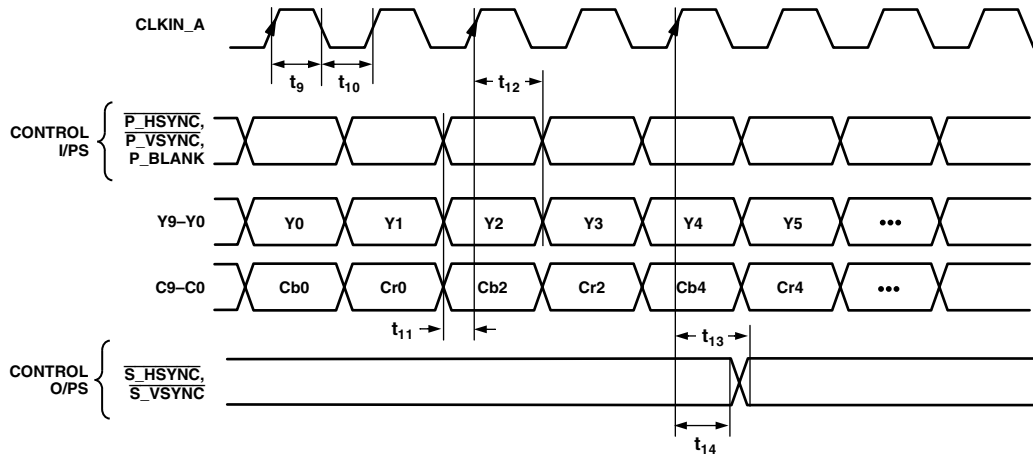 CLKIN_A
t9
t10
t12
CONTROL
I/PS
P_HSYNC,
P_VSYNC,
P_BLANK
Y9–Y0
Y0
Y1
Y2
Y3
Y4
Y5
•••
C9–C0
Cb0
Cr0
Cb2
Cr2
Cb4
Cr4
•••
t11
t13
CONTROL
O/PS
S_HSYNC,
S_VSYNC
t14